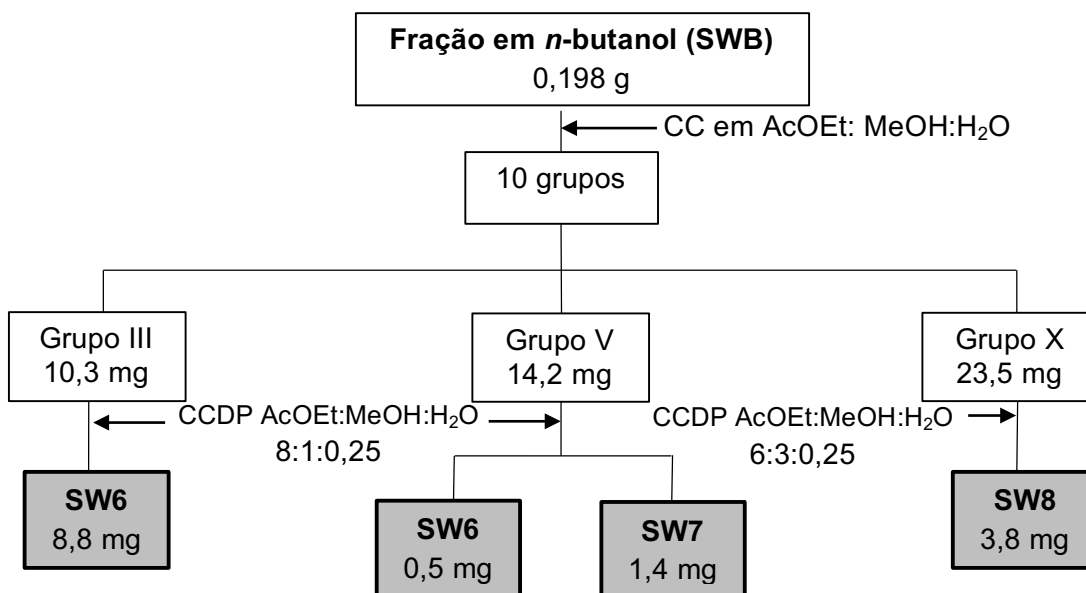 Fração em n-butanol (SWB)
0,198 g
CC em AcOEt: MeOH:H₂O
10 grupos
Grupo III
10,3 mg
Grupo V
14,2 mg
Grupo X
23,5 mg
CCDP AcOEt:MeOH:H₂O
8:1:0,25
CCDP AcOEt:MeOH:H₂O
6:3:0,25
SW6
8,8 mg
SW6
0,5 mg
SW7
1,4 mg
SW8
3,8 mg